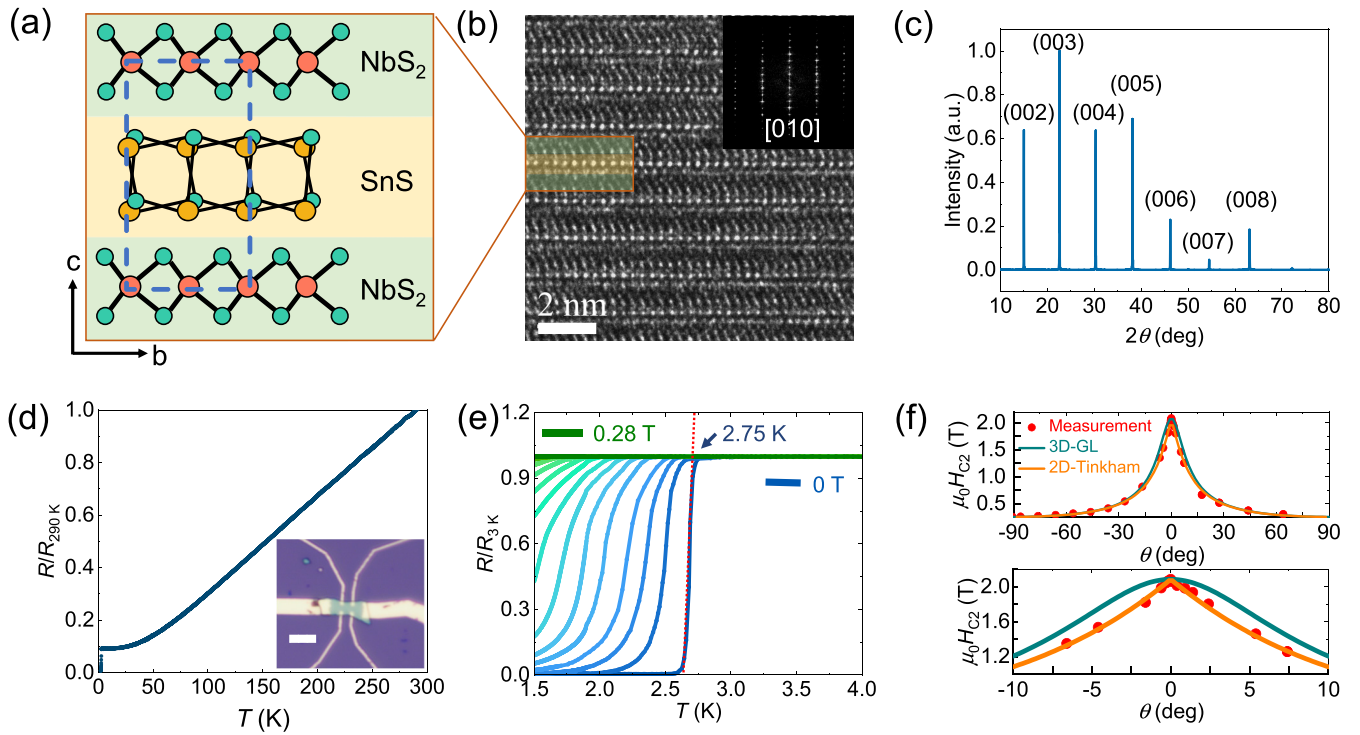 (a)
NbS2
SnS
NbS2
c
b
(b)
[010]
2 nm
(c)
Intensity (a.u.)
1.0
0.8
0.6
0.4
0.2
0.0
(002)
(003)
(004)
(005)
(006)
(007)
(008)
10 20 30 40 50 60 70 80
2θ (deg)
(d)
R/R290 K
1.0
0.8
0.6
0.4
0.2
0.0
0 50 100 150 200 250 300
T (K)
(e)
R/R3 K
1.2
0.9
0.6
0.3
0.0
0.28 T
2.75 K
0 T
1.5 2.0 2.5 3.0 3.5 4.0
T (K)
(f)
μ0HC2 (T)
2.0
1.5
1.0
0.5
Measurement
3D-GL
2D-Tinkham
-90 -60 -30 0 30 60 90
θ (deg)
μ0HC2 (T)
2.0
1.6
1.2
-10 -5 0 5 10
θ (deg)